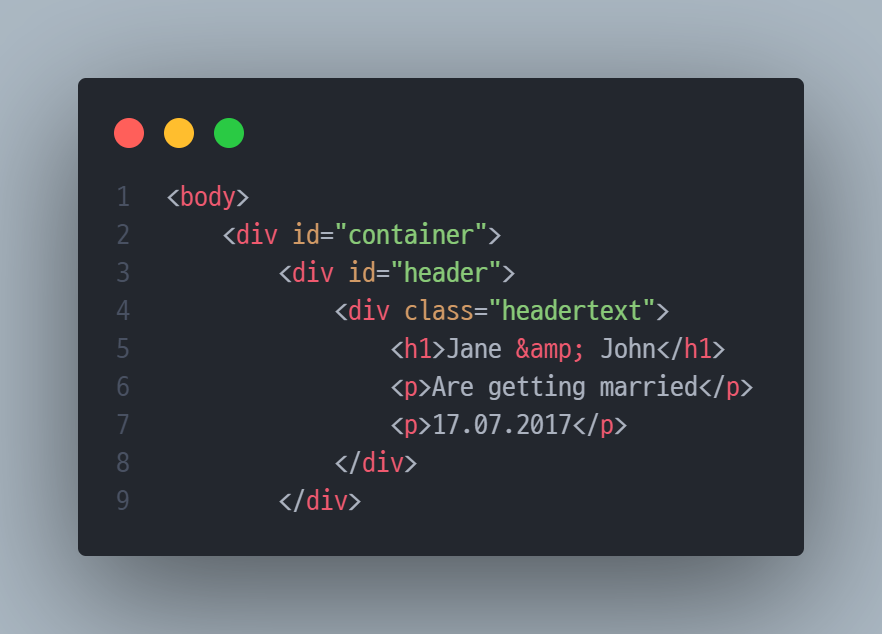 1 <body>
2     <div id="container">
3         <div id="header">
4             <div class="headertext">
5                 <h1>Jane &amp; John</h1>
6                 <p>Are getting married</p>
7                 <p>17.07.2017</p>
8             </div>
9         </div>